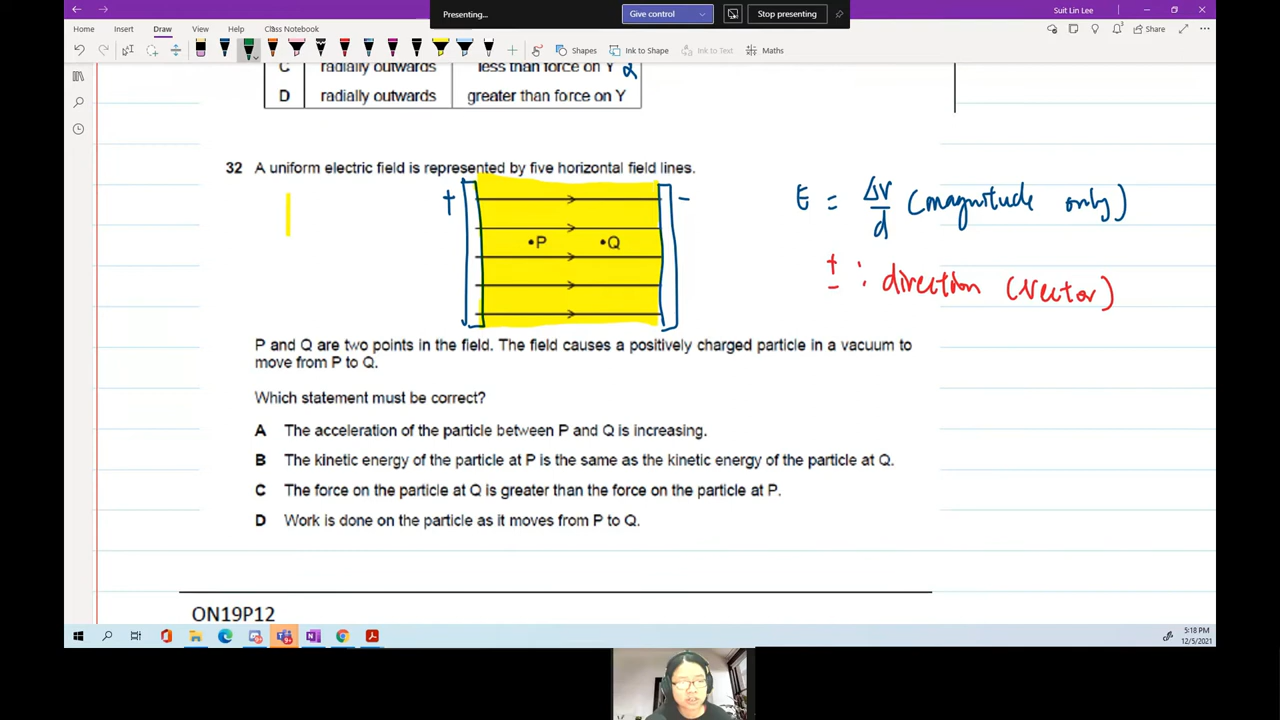 Presenting...
Give control
Stop presenting
Suit Lin Lee
Home Insert Draw View Help Class Notebook
Share
Shapes Ink to Shape Ink to Text Maths
C radially outwards less than force on Y
D radially outwards greater than force on Y
32 A uniform electric field is represented by five horizontal field lines.
+ −
•P •Q
E = ΔV/d (magnitude only)
+ − : direction (vector)
P and Q are two points in the field. The field causes a positively charged particle in a vacuum to
move from P to Q.
Which statement must be correct?
A The acceleration of the particle between P and Q is increasing.
B The kinetic energy of the particle at P is the same as the kinetic energy of the particle at Q.
C The force on the particle at Q is greater than the force on the particle at P.
D Work is done on the particle as it moves from P to Q.
ON19P12
5:18 PM
12/5/2021